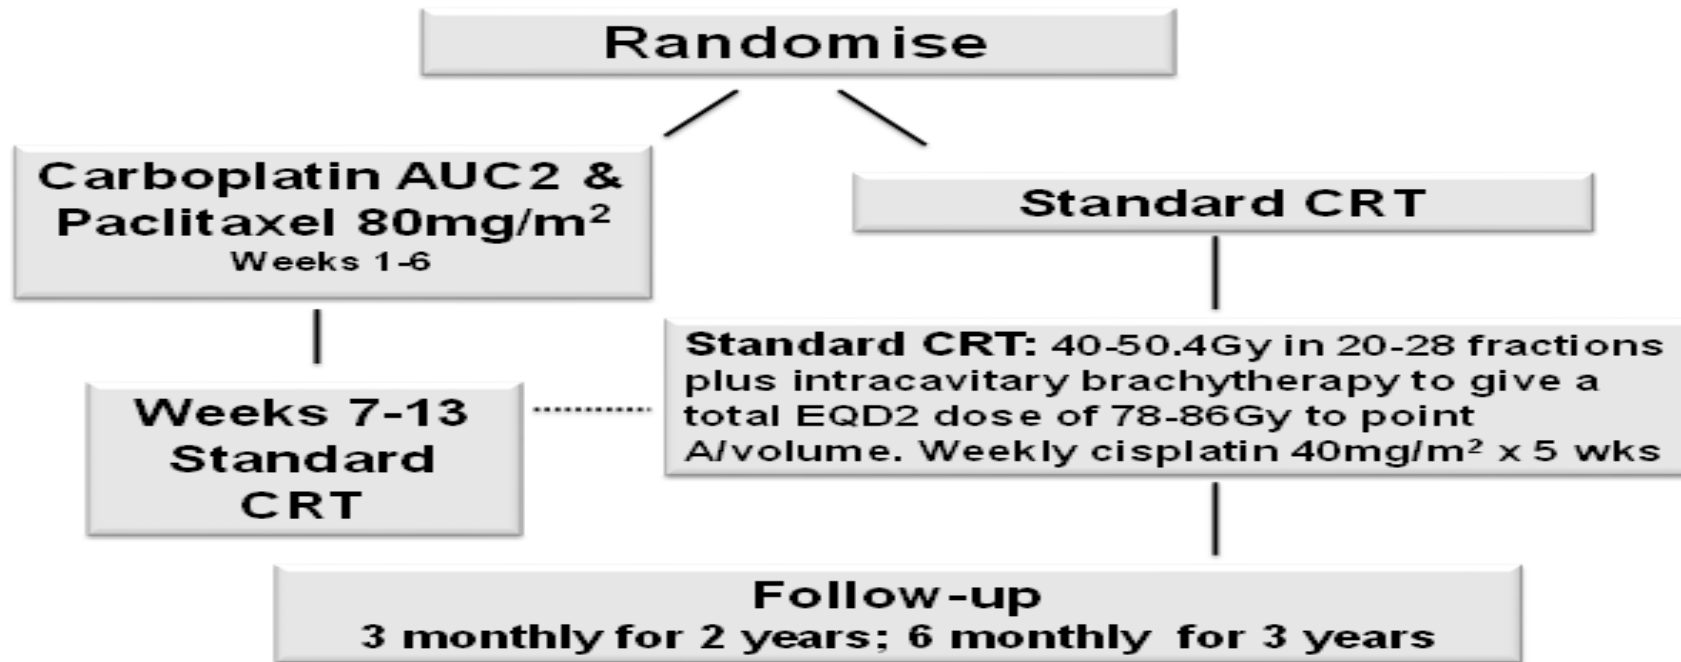 Randomise
Carboplatin AUC2 &
Paclitaxel 80mg/m²
Weeks 1-6
Standard CRT
Standard CRT: 40-50.4Gy in 20-28 fractions
plus intracavitary brachytherapy to give a
total EQD2 dose of 78-86Gy to point
A/volume. Weekly cisplatin 40mg/m² x 5 wks
Weeks 7-13
Standard
CRT
Follow-up
3 monthly for 2 years; 6 monthly for 3 years